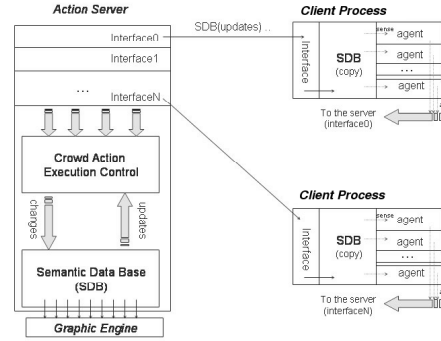 Action Server
Interface0
Interface1
...
InterfaceN
Crowd Action
Execution Control
changes
updates
Semantic Data Base
(SDB)
Graphic Engine
SDB(updates) ..
Client Process
Interface
SDB
(copy)
sense
agent
agent
...
agent
To the server
(interface0)
Client Process
Interface
SDB
(copy)
sense
agent
agent
...
agent
To the server
(interfaceN)